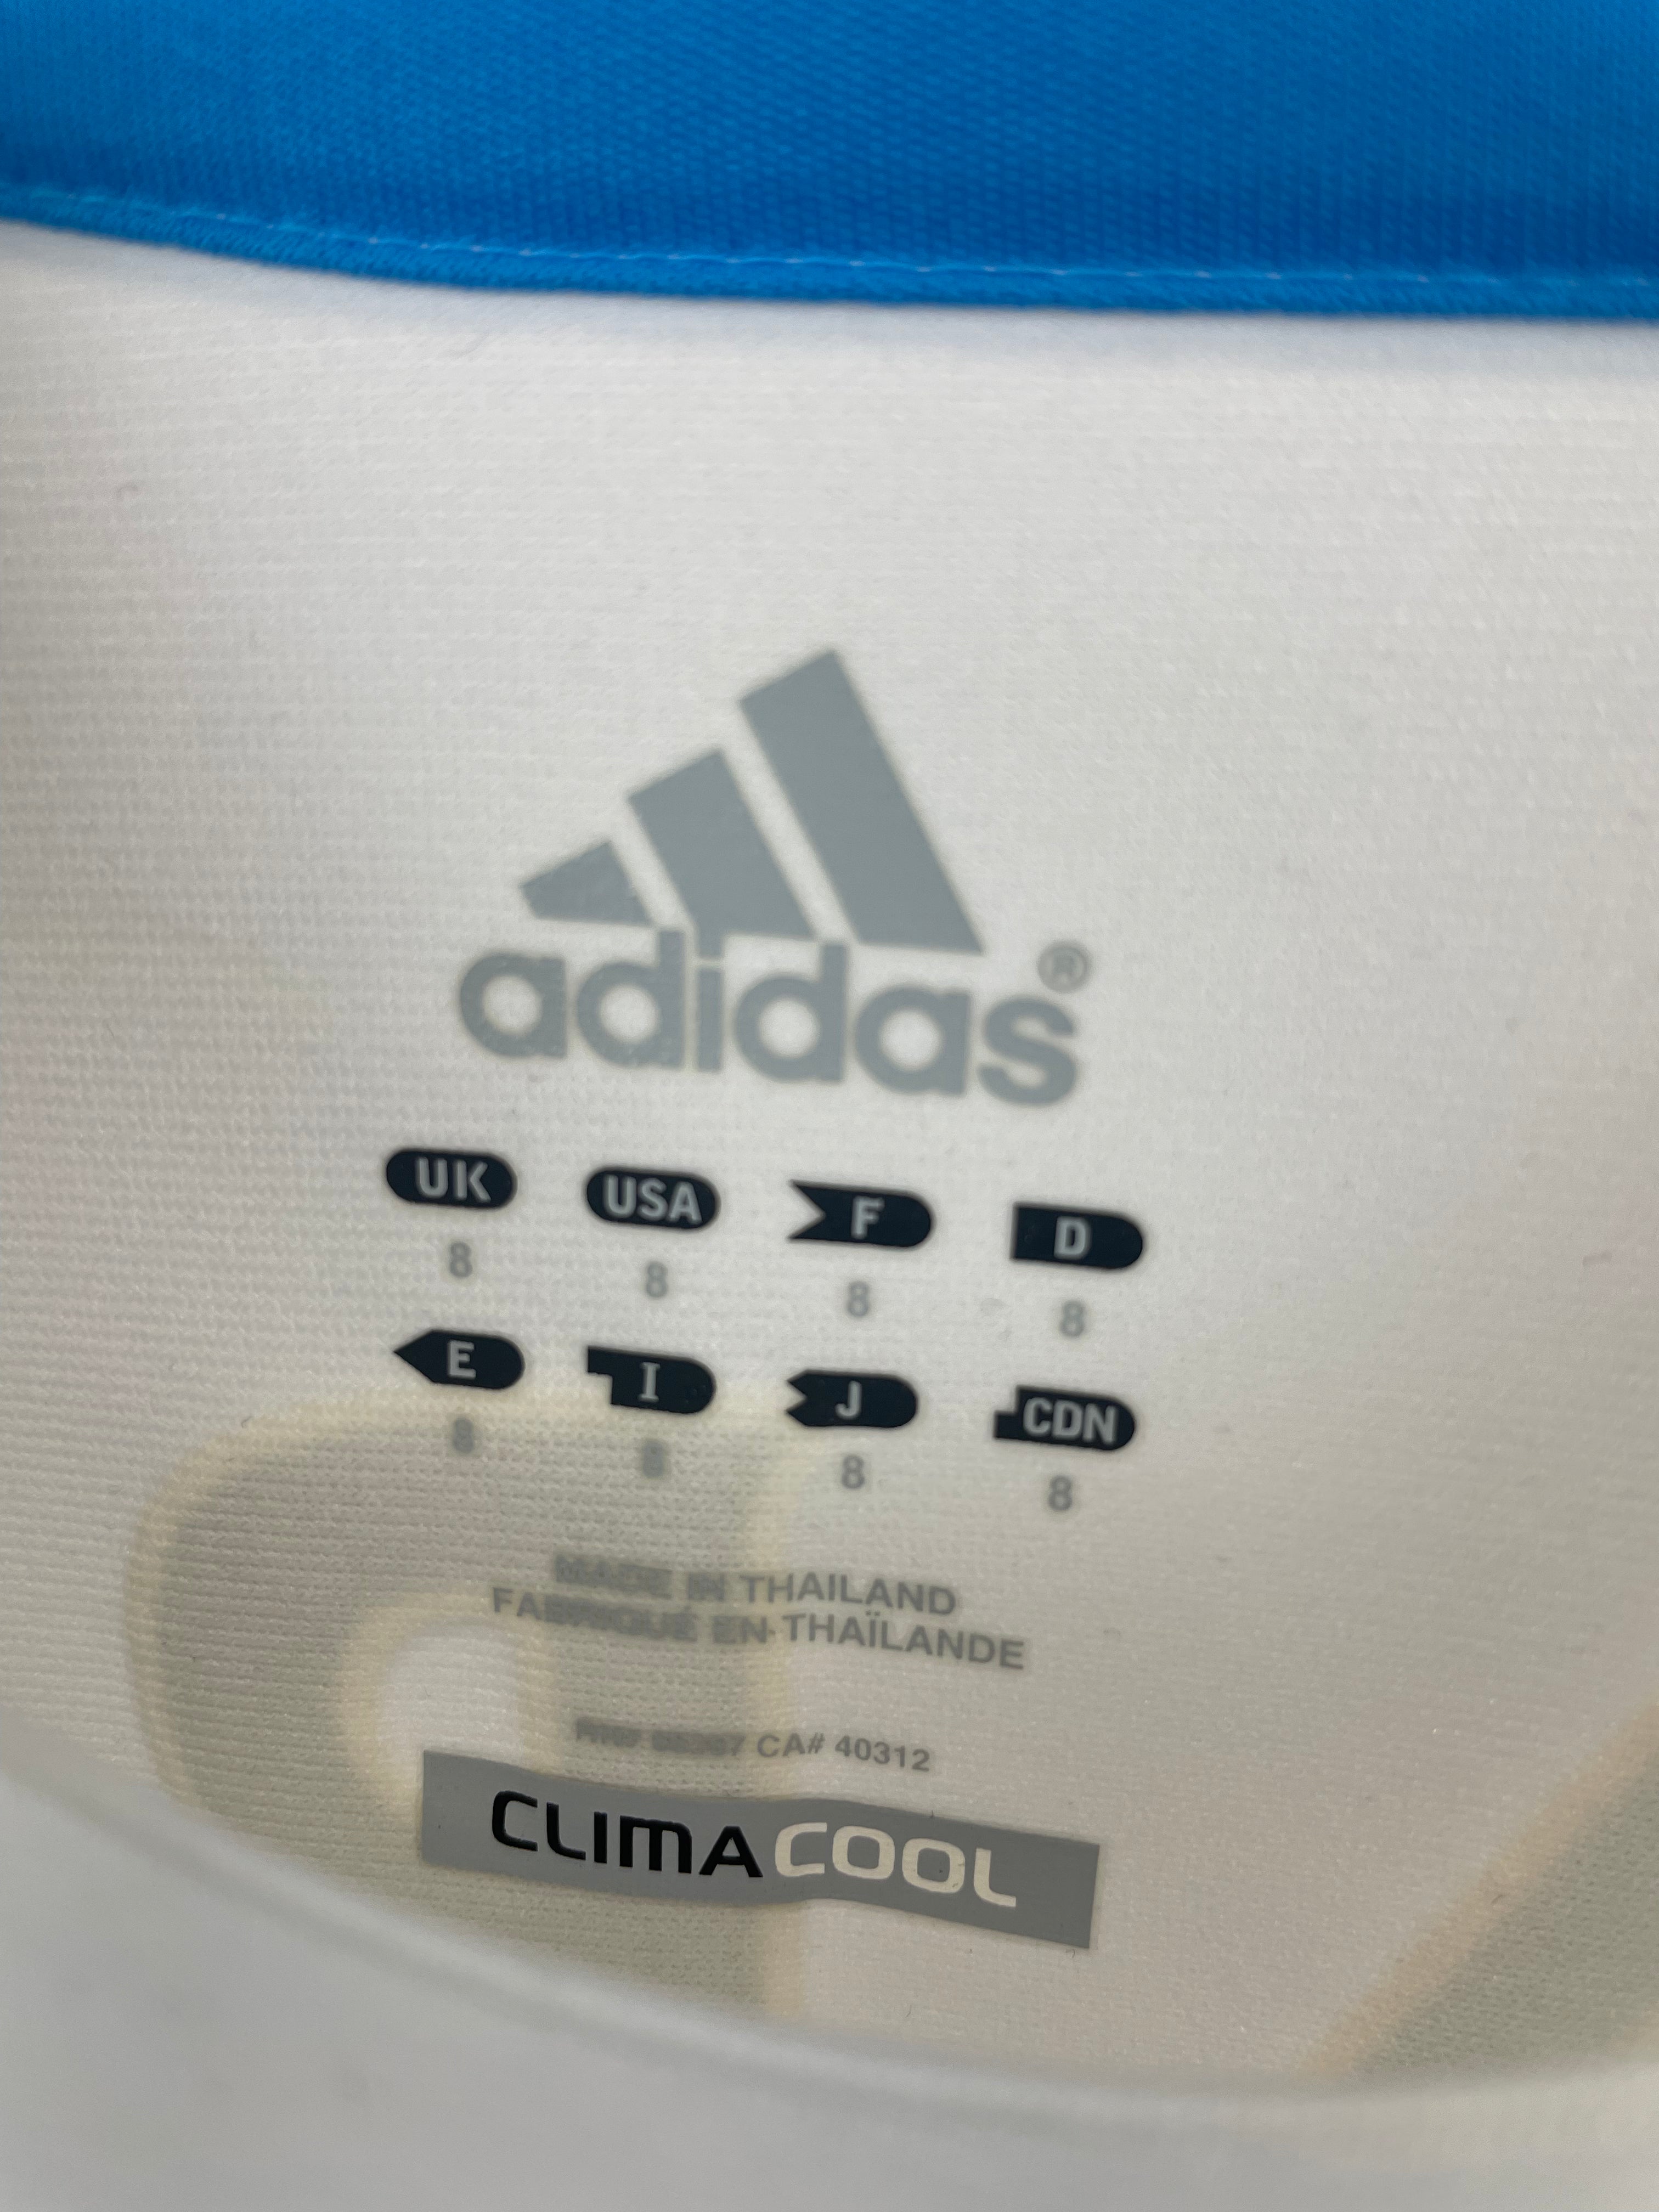 adidas®
UK USA F D
8 8 8 8
E I J CDN
8 8 8 8
MADE IN THAILAND
FABRIQUÉ EN THAÏLANDE
CA# 40312
CLIMACOOL